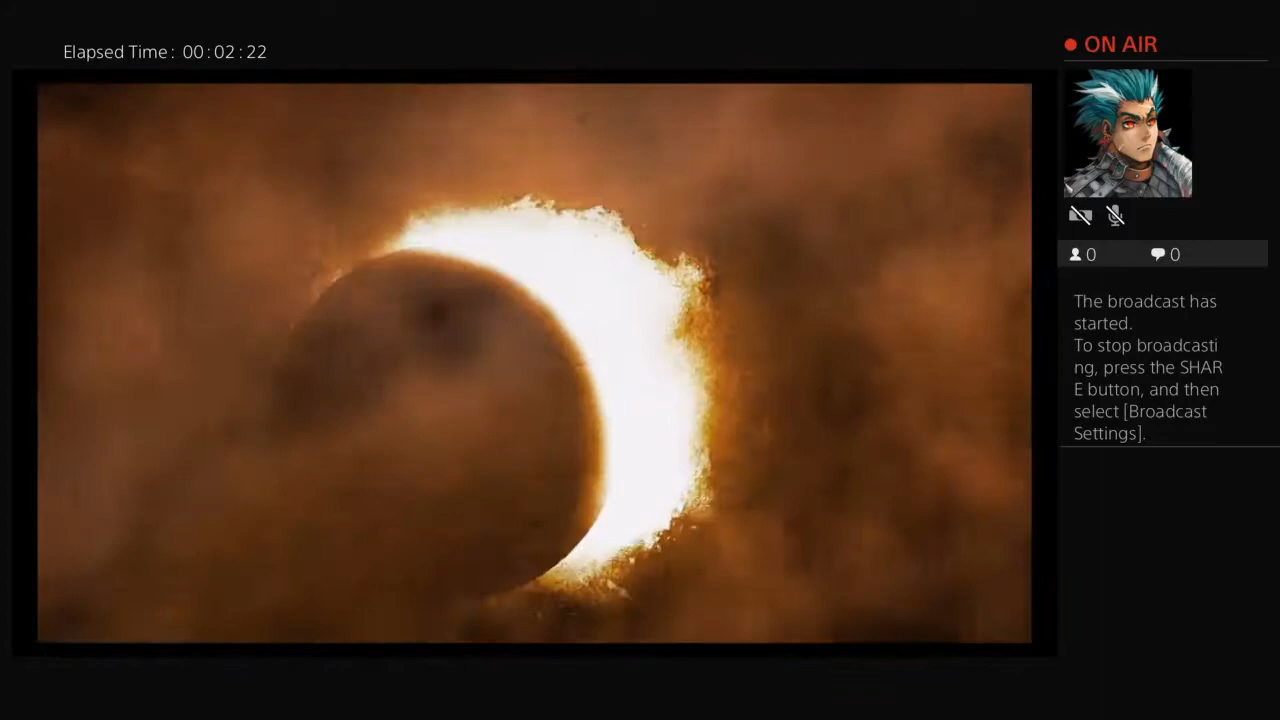 Elapsed Time: 00:02:22
ON AIR
0 0
The broadcast has
started.
To stop broadcasti
ng, press the SHAR
E button, and then
select [Broadcast
Settings].